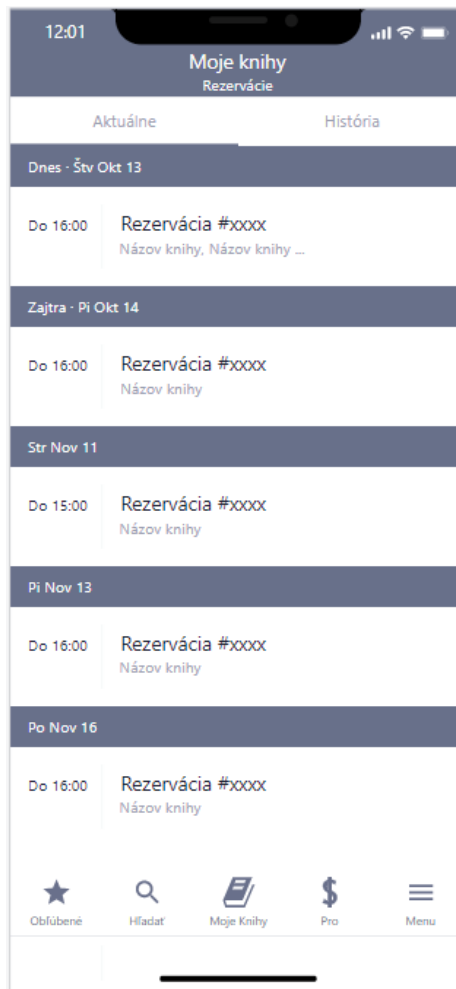 12:01
Moje knihy
Rezervácie
Aktuálne
História
Dnes · Štv Okt 13
Do 16:00
Rezervácia #xxxx
Názov knihy, Názov knihy ...
Zajtra · Pi Okt 14
Do 16:00
Rezervácia #xxxx
Názov knihy
Str Nov 11
Do 15:00
Rezervácia #xxxx
Názov knihy
Pi Nov 13
Do 16:00
Rezervácia #xxxx
Názov knihy
Po Nov 16
Do 16:00
Rezervácia #xxxx
Názov knihy
Obľúbené
Hľadať
Moje Knihy
Pro
Menu